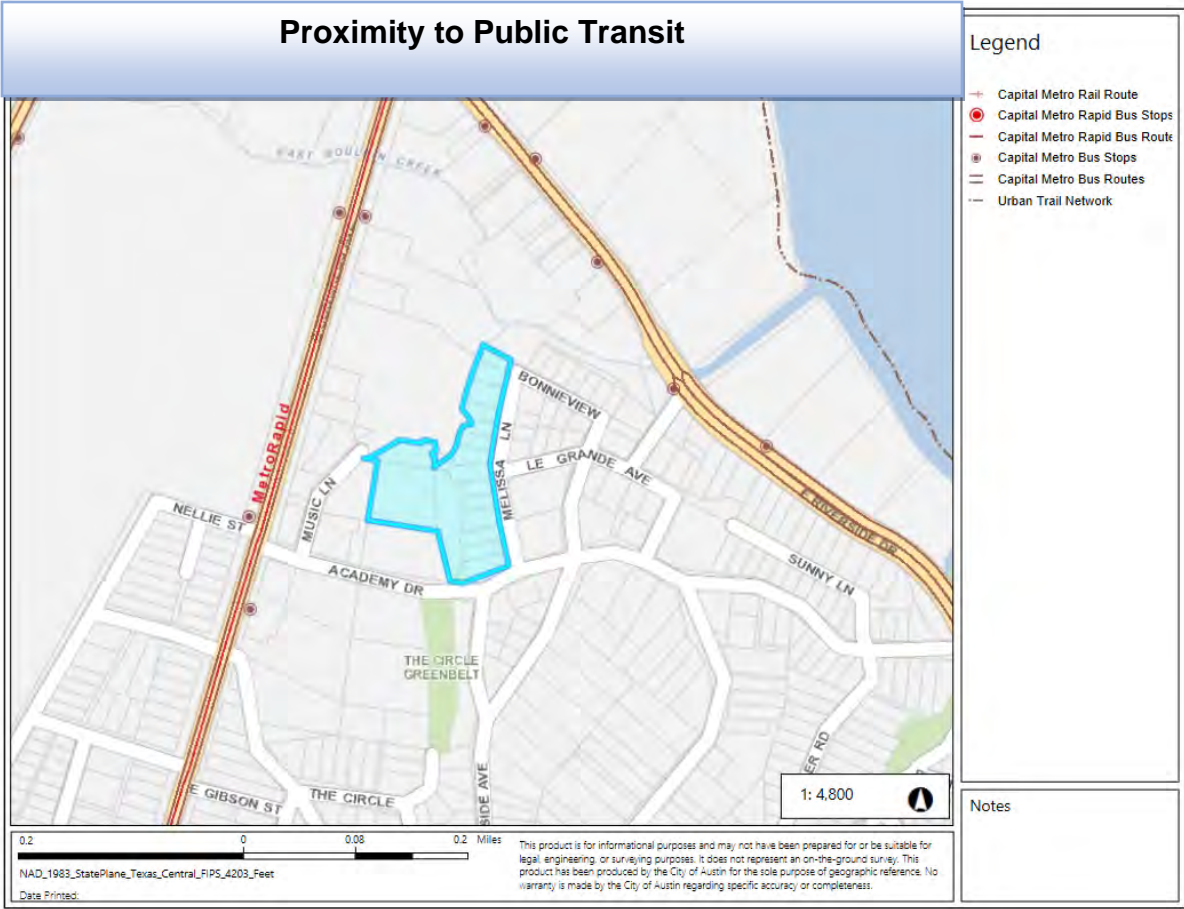 Proximity to Public Transit
Legend
Capital Metro Rail Route
Capital Metro Rapid Bus Stops
Capital Metro Rapid Bus Route
Capital Metro Bus Stops
Capital Metro Bus Routes
Urban Trail Network
EAST BOULDIN CREEK
MetroRapid
BONNIEVIEW
MELISSA LN
LE GRANDE AVE
MUSIC LN
NELLIE ST
ACADEMY DR
E RIVERSIDE DR
SUNNY LN
THE CIRCLE
GREENBELT
E GIBSON ST
THE CIRCLE
SIDE AVE
ER RD
1: 4,800
Notes
0.2 0 0.08 0.2 Miles
NAD_1983_StatePlane_Texas_Central_FIPS_4203_Feet
Date Printed:
This product is for informational purposes and may not have been prepared for or be suitable for
legal, engineering, or surveying purposes. It does not represent an on-the-ground survey. This
product has been produced by the City of Austin for the sole purpose of geographic reference. No
warranty is made by the City of Austin regarding specific accuracy or completeness.